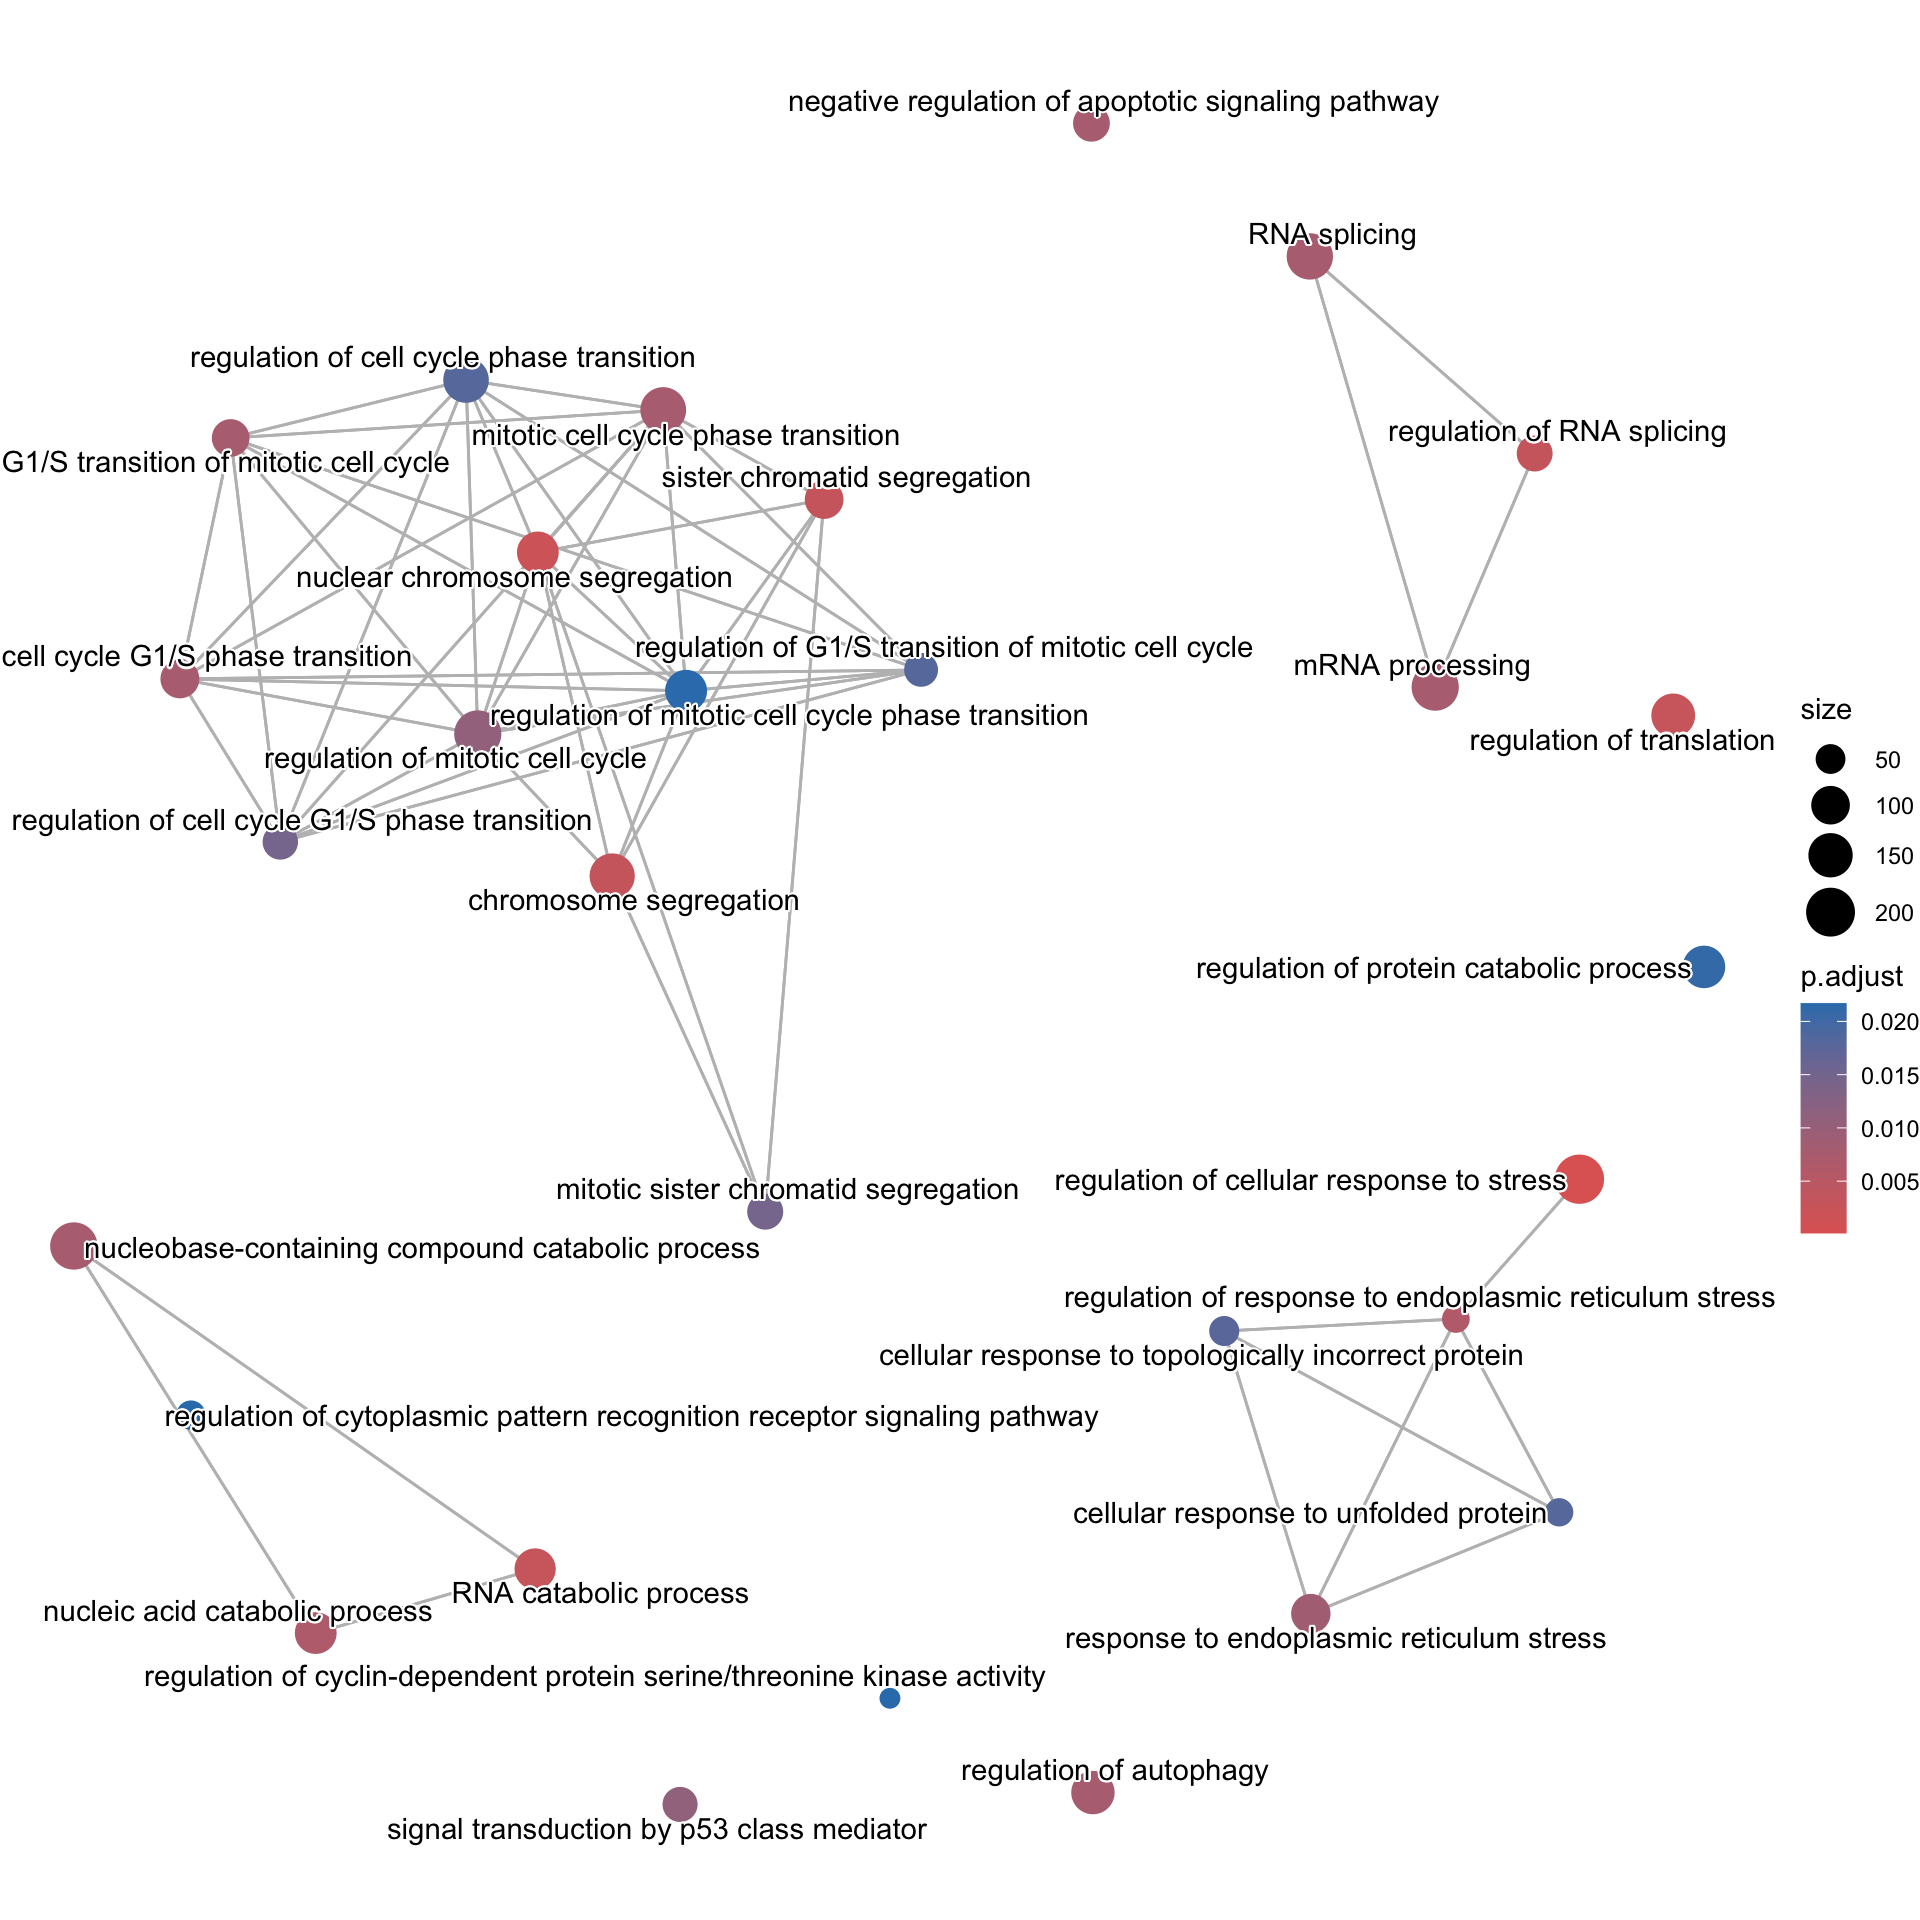 negative regulation of apoptotic signaling pathway
RNA splicing
regulation of cell cycle phase transition
mitotic cell cycle phase transition
regulation of RNA splicing
G1/S transition of mitotic cell cycle
sister chromatid segregation
nuclear chromosome segregation
cell cycle G1/S phase transition
regulation of G1/S transition of mitotic cell cycle
mRNA processing
regulation of mitotic cell cycle phase transition
regulation of translation
regulation of mitotic cell cycle
regulation of cell cycle G1/S phase transition
chromosome segregation
size
50
100
150
200
regulation of protein catabolic process
p.adjust
0.020
0.015
0.010
0.005
regulation of cellular response to stress
mitotic sister chromatid segregation
nucleobase-containing compound catabolic process
regulation of response to endoplasmic reticulum stress
cellular response to topologically incorrect protein
regulation of cytoplasmic pattern recognition receptor signaling pathway
cellular response to unfolded protein
RNA catabolic process
nucleic acid catabolic process
response to endoplasmic reticulum stress
regulation of cyclin-dependent protein serine/threonine kinase activity
regulation of autophagy
signal transduction by p53 class mediator